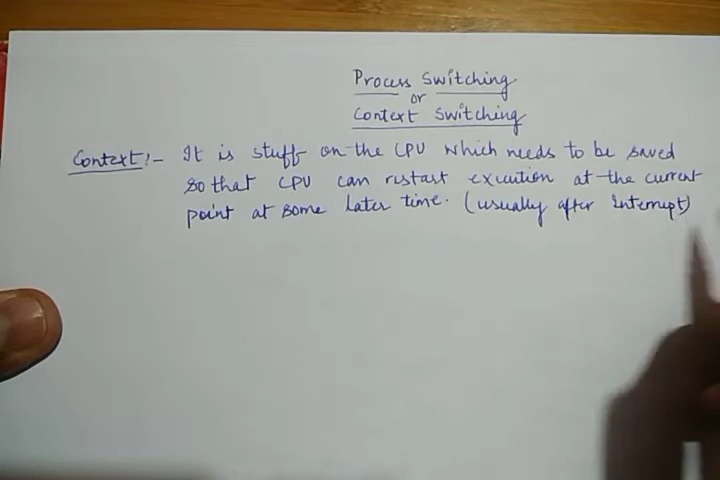 Process Switching
or
Context Switching
Context :- It is stuff on the CPU which needs to be saved
so that CPU can restart excution at the current
point at some later time. (usually after Interrupt)